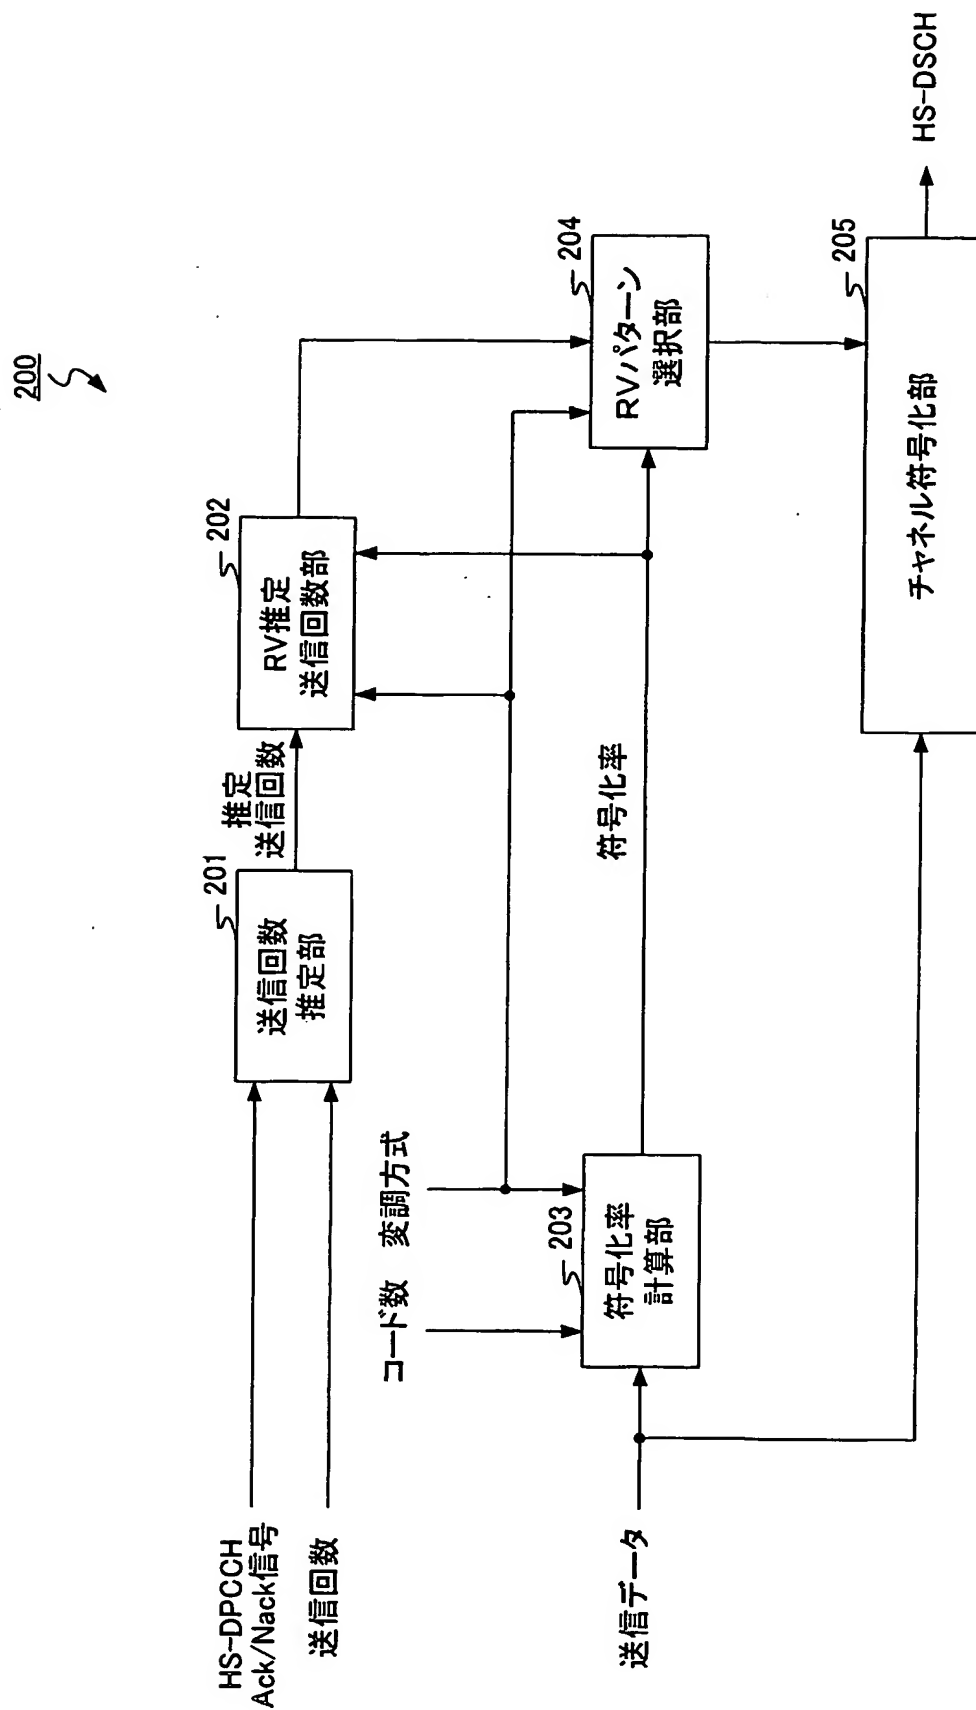 200
HS-DPCCH
Ack/Nack信号
送信回数
201
送信回数
推定部
推定
送信回数
202
RV推定
送信回数部
コード数
変調方式
送信データ
203
符号化率
計算部
符号化率
204
RVパターン
選択部
205
チャネル符号化部
HS-DSCH